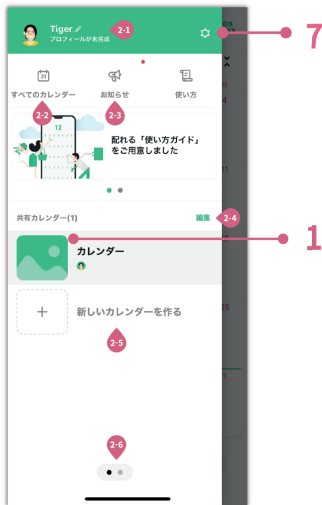 Tiger
2-1
プロフィールが未完成
7
すべてのカレンダー
お知らせ
使い方
2-2
2-3
12
配れる「使い方ガイド」
をご用意しました
共有カレンダー(1)
編集
2-4
カレンダー
1
新しいカレンダーを作る
2-5
2-6